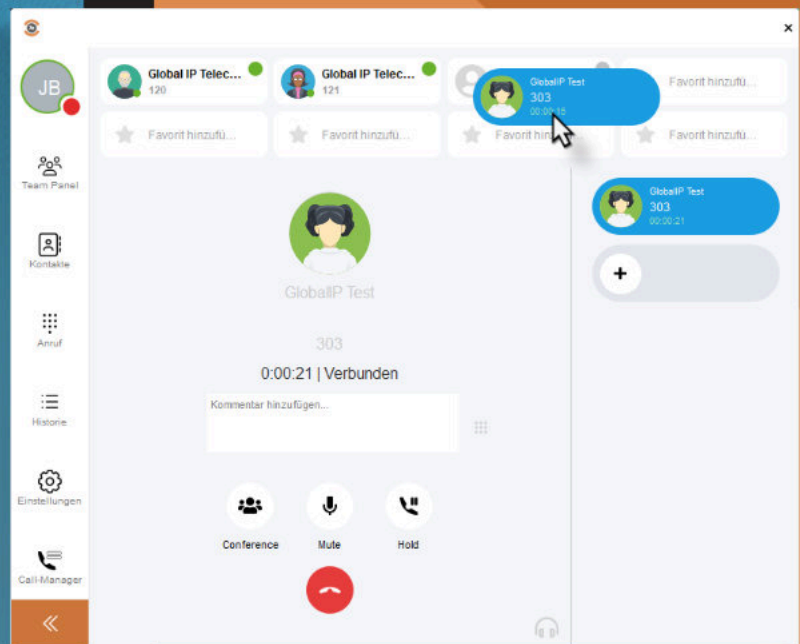 JB
Team Panel
Kontakte
Anruf
Historie
Einstellungen
Call-Manager
Global IP Telec...
120
Global IP Telec...
121
GlobalIP Test
303
00:00:15
Favorit hinzufü...
Favorit hinzufü...
Favorit hinzufü...
Favorit hin
Favorit hinzufü...
GlobalIP Test
303
0:00:21 | Verbunden
Kommentar hinzufügen...
Conference
Mute
Hold
GlobalIP Test
303
00:00:21